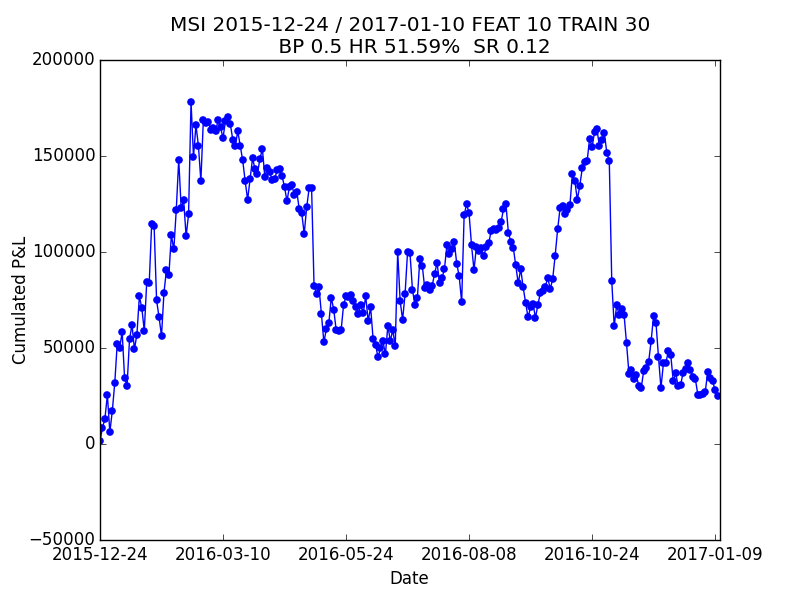 MSI 2015-12-24 / 2017-01-10 FEAT 10 TRAIN 30
BP 0.5 HR 51.59%  SR 0.12
200000
150000
100000
50000
0
−50000
Cumulated P&L
2015-12-24 2016-03-10 2016-05-24 2016-08-08 2016-10-24 2017-01-09
Date